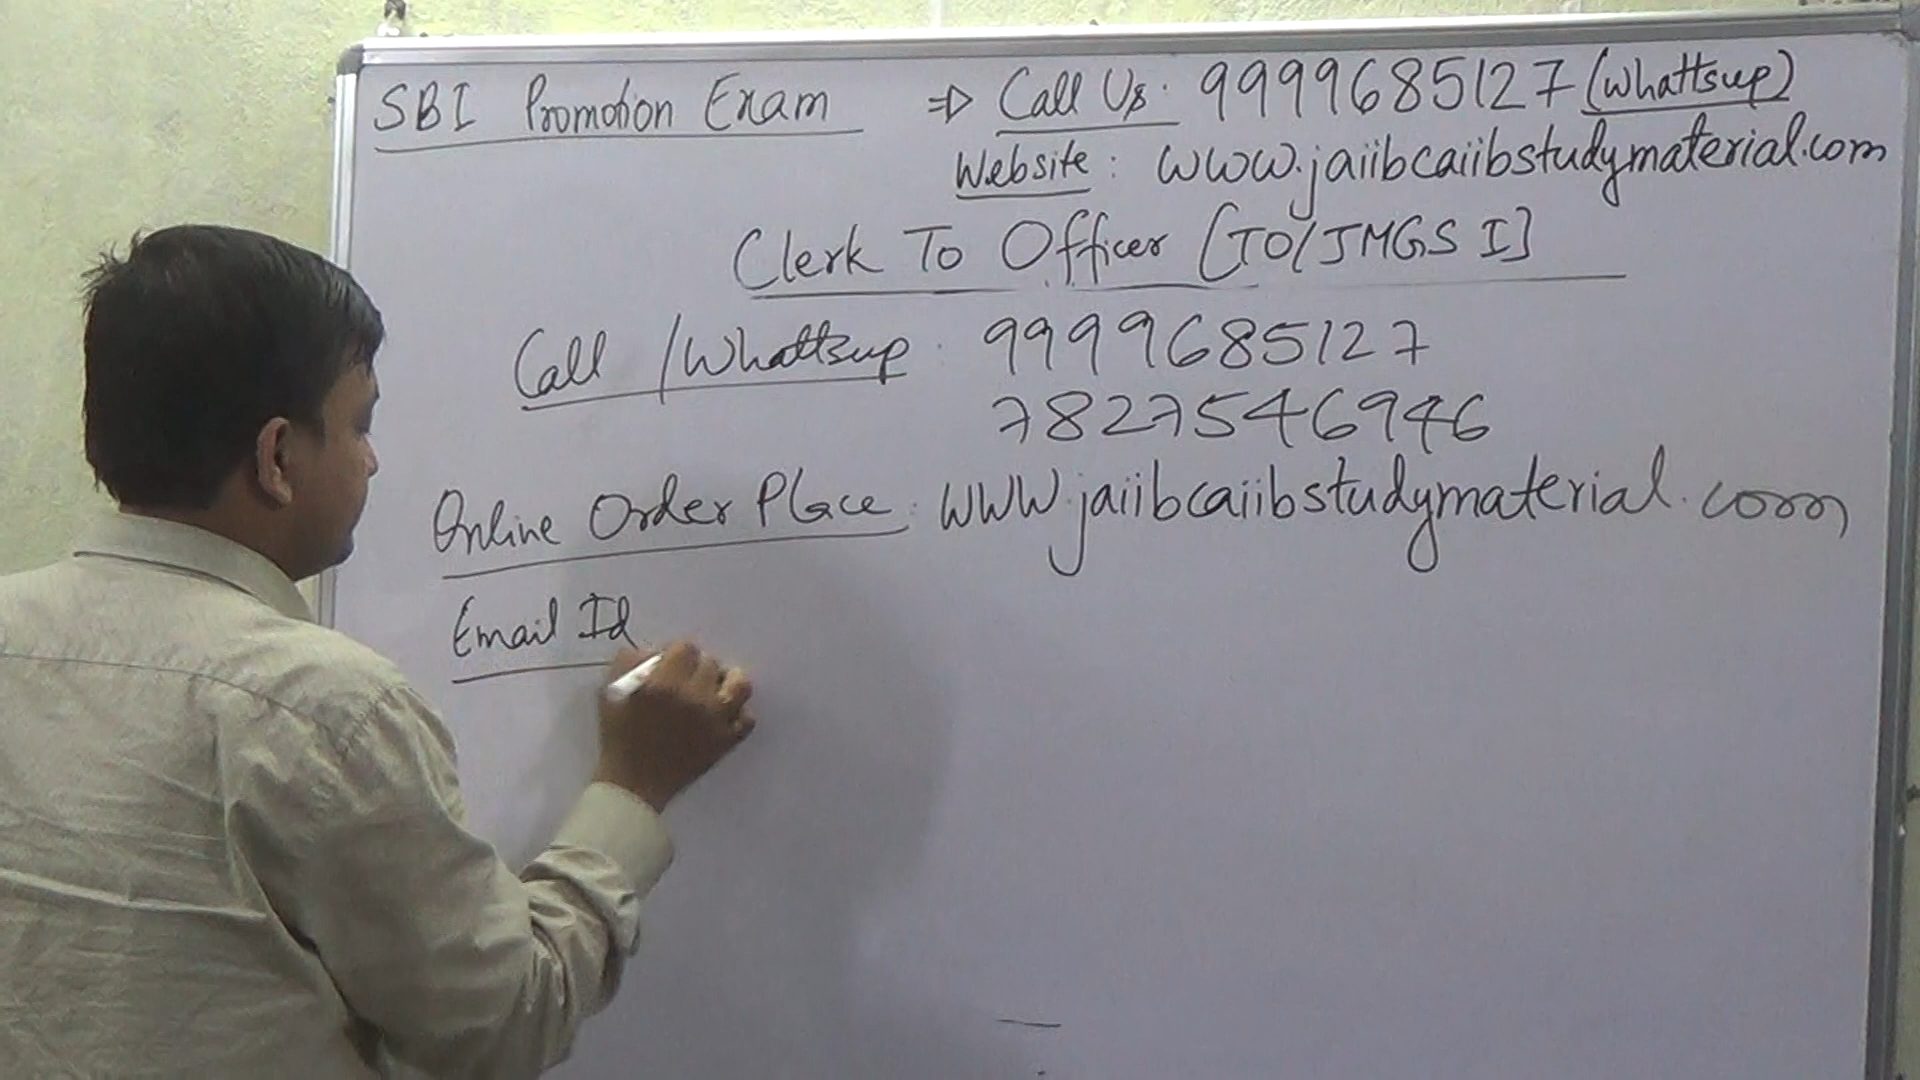 SBI Promotion Exam ⇒ Call Us: 9999685127 (Whattsup)
Website: www.jaiibcaiibstudymaterial.com
Clerk To Officer [TO/JMGS I]
Call /Whattsup: 9999685127
7827546946
Online Order Place: WWW.jaiibcaiibstudymaterial.com
Email Id